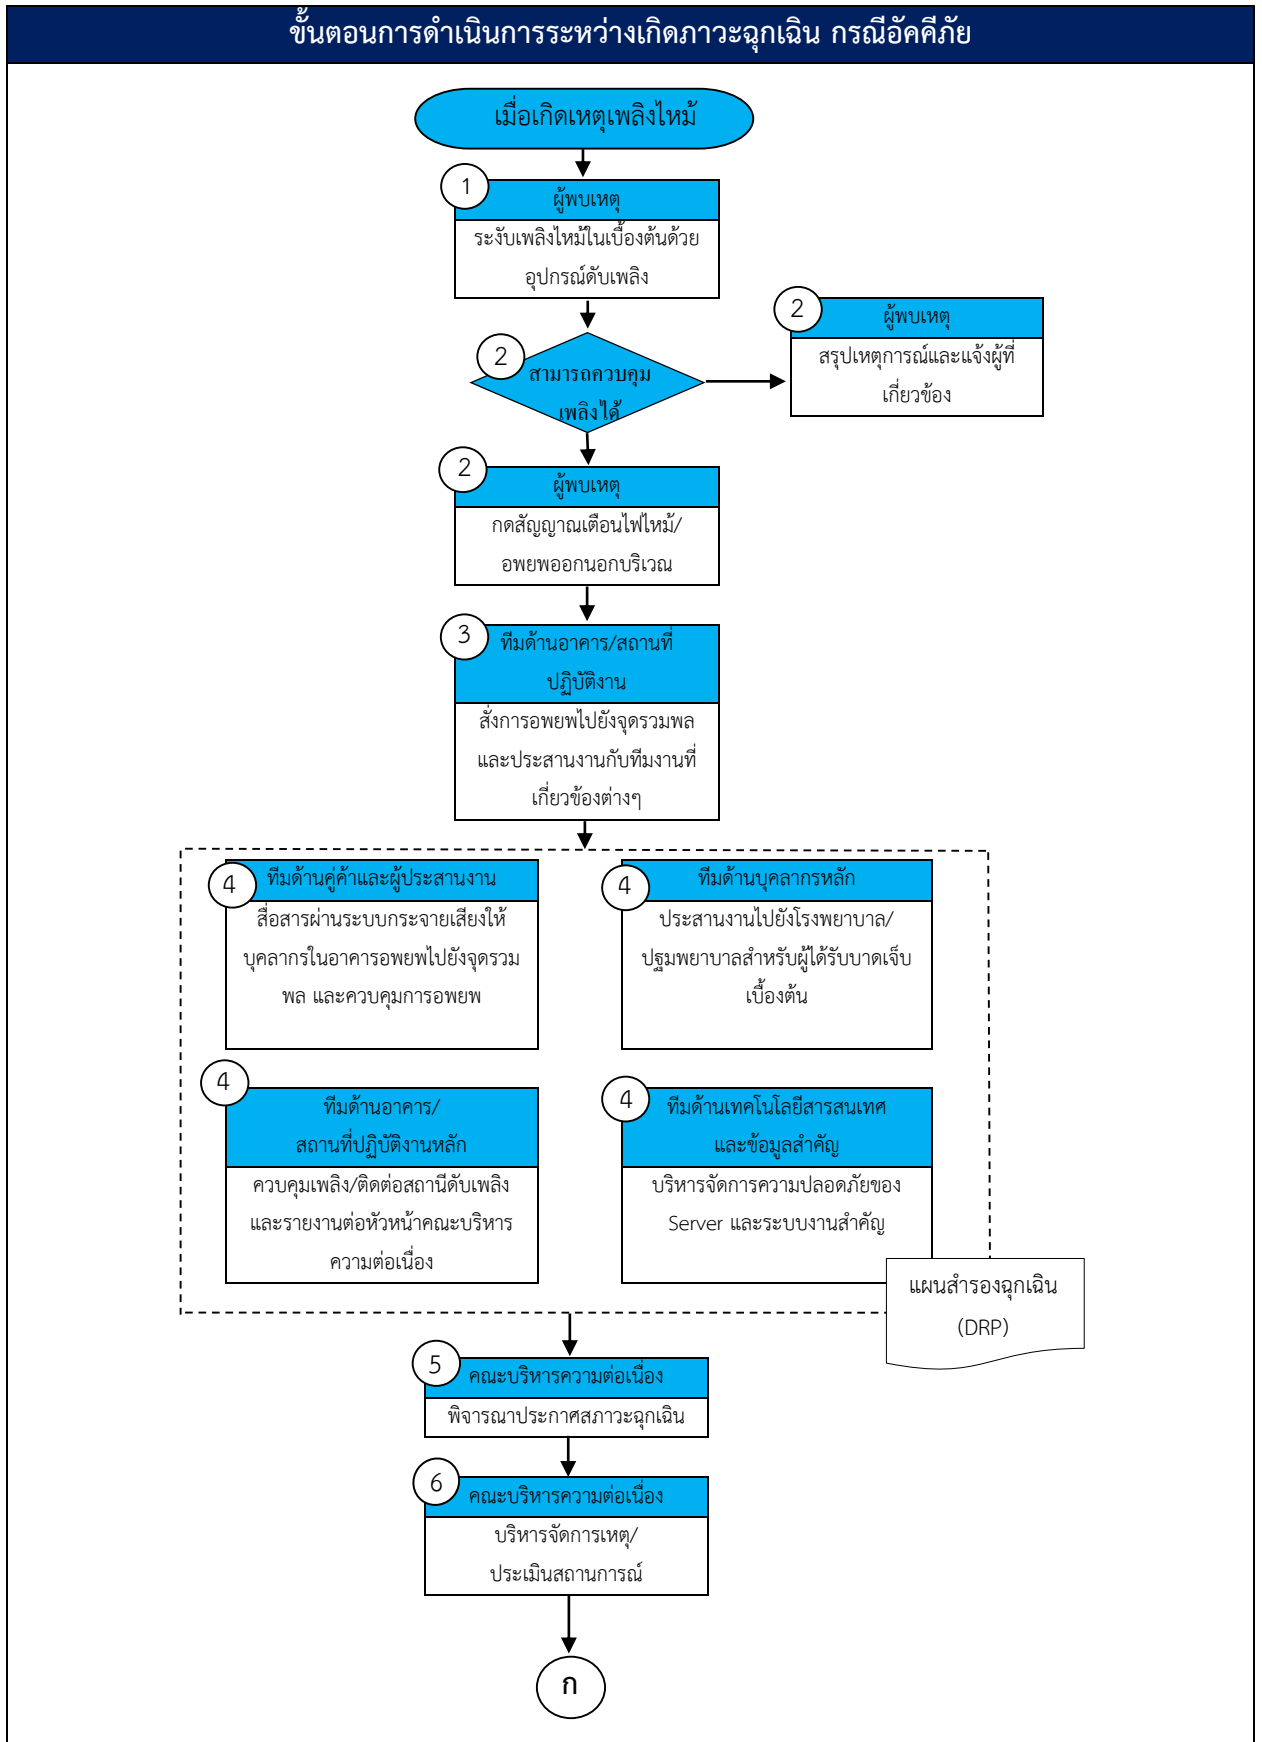 ขั้นตอนการดำเนินการระหว่างเกิดภาวะฉุกเฉิน กรณีอัคคีภัย
เมื่อเกิดเหตุเพลิงไหม้
1
ผู้พบเหตุ
ระงับเพลิงไหม้ในเบื้องต้นด้วย
อุปกรณ์ดับเพลิง
2
สามารถควบคุม
เพลิงได้
2
ผู้พบเหตุ
สรุปเหตุการณ์และแจ้งผู้ที่
เกี่ยวข้อง
2
ผู้พบเหตุ
กดสัญญาณเตือนไฟไหม้/
อพยพออกนอกบริเวณ
3
ทีมด้านอาคาร/สถานที่
ปฏิบัติงาน
สั่งการอพยพไปยังจุดรวมพล
และประสานงานกับทีมงานที่
เกี่ยวข้องต่างๆ
4
ทีมด้านคู่ค้าและผู้ประสานงาน
สื่อสารผ่านระบบกระจายเสียงให้
บุคลากรในอาคารอพยพไปยังจุดรวม
พล และควบคุมการอพยพ
4
ทีมด้านบุคลากรหลัก
ประสานงานไปยังโรงพยาบาล/
ปฐมพยาบาลสำหรับผู้ได้รับบาดเจ็บ
เบื้องต้น
4
ทีมด้านอาคาร/
สถานที่ปฏิบัติงานหลัก
ควบคุมเพลิง/ติดต่อสถานีดับเพลิง
และรายงานต่อหัวหน้าคณะบริหาร
ความต่อเนื่อง
4
ทีมด้านเทคโนโลยีสารสนเทศ
และข้อมูลสำคัญ
บริหารจัดการความปลอดภัยของ
Server และระบบงานสำคัญ
แผนสำรองฉุกเฉิน
(DRP)
5
คณะบริหารความต่อเนื่อง
พิจารณาประกาศสภาวะฉุกเฉิน
6
คณะบริหารความต่อเนื่อง
บริหารจัดการเหตุ/
ประเมินสถานการณ์
ก